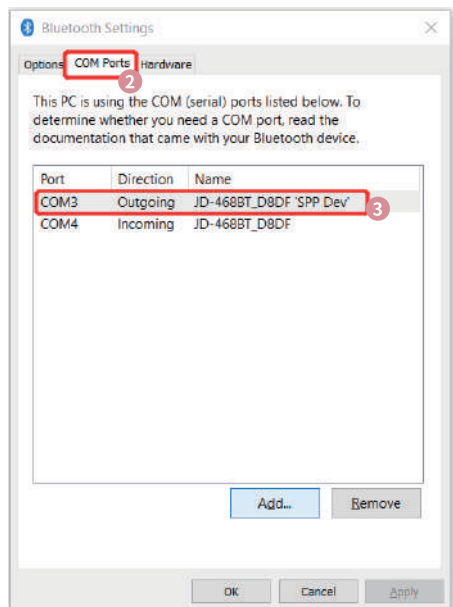 Bluetooth Settings
Options COM Ports Hardware
2
This PC is using the COM (serial) ports listed below. To
determine whether you need a COM port, read the
documentation that came with your Bluetooth device.
Port Direction Name
COM3 Outgoing JD-468BT_D8DF 'SPP Dev'
3
COM4 Incoming JD-468BT_D8DF
Add... Remove
OK Cancel Apply